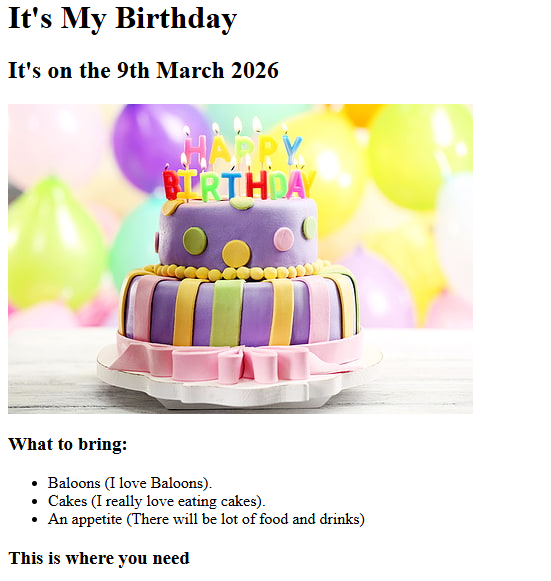 It's My Birthday
It's on the 9th March 2026
HAPPY
BIRTHDAY
What to bring:
Baloons (I love Baloons).
Cakes (I really love eating cakes).
An appetite (There will be lot of food and drinks)
This is where you need